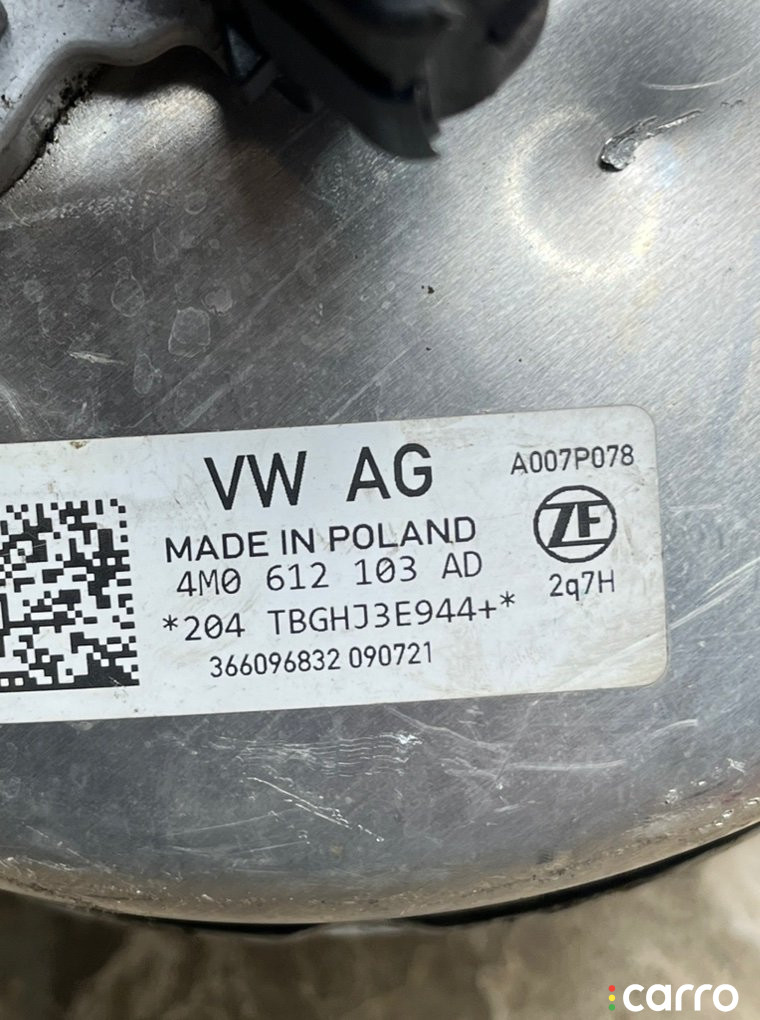 VW AG
A007P078
MADE IN POLAND
ZF
4M0 612 103 AD
2q7H
*204 TBGHJ3E944+*
366096832 090721
carro